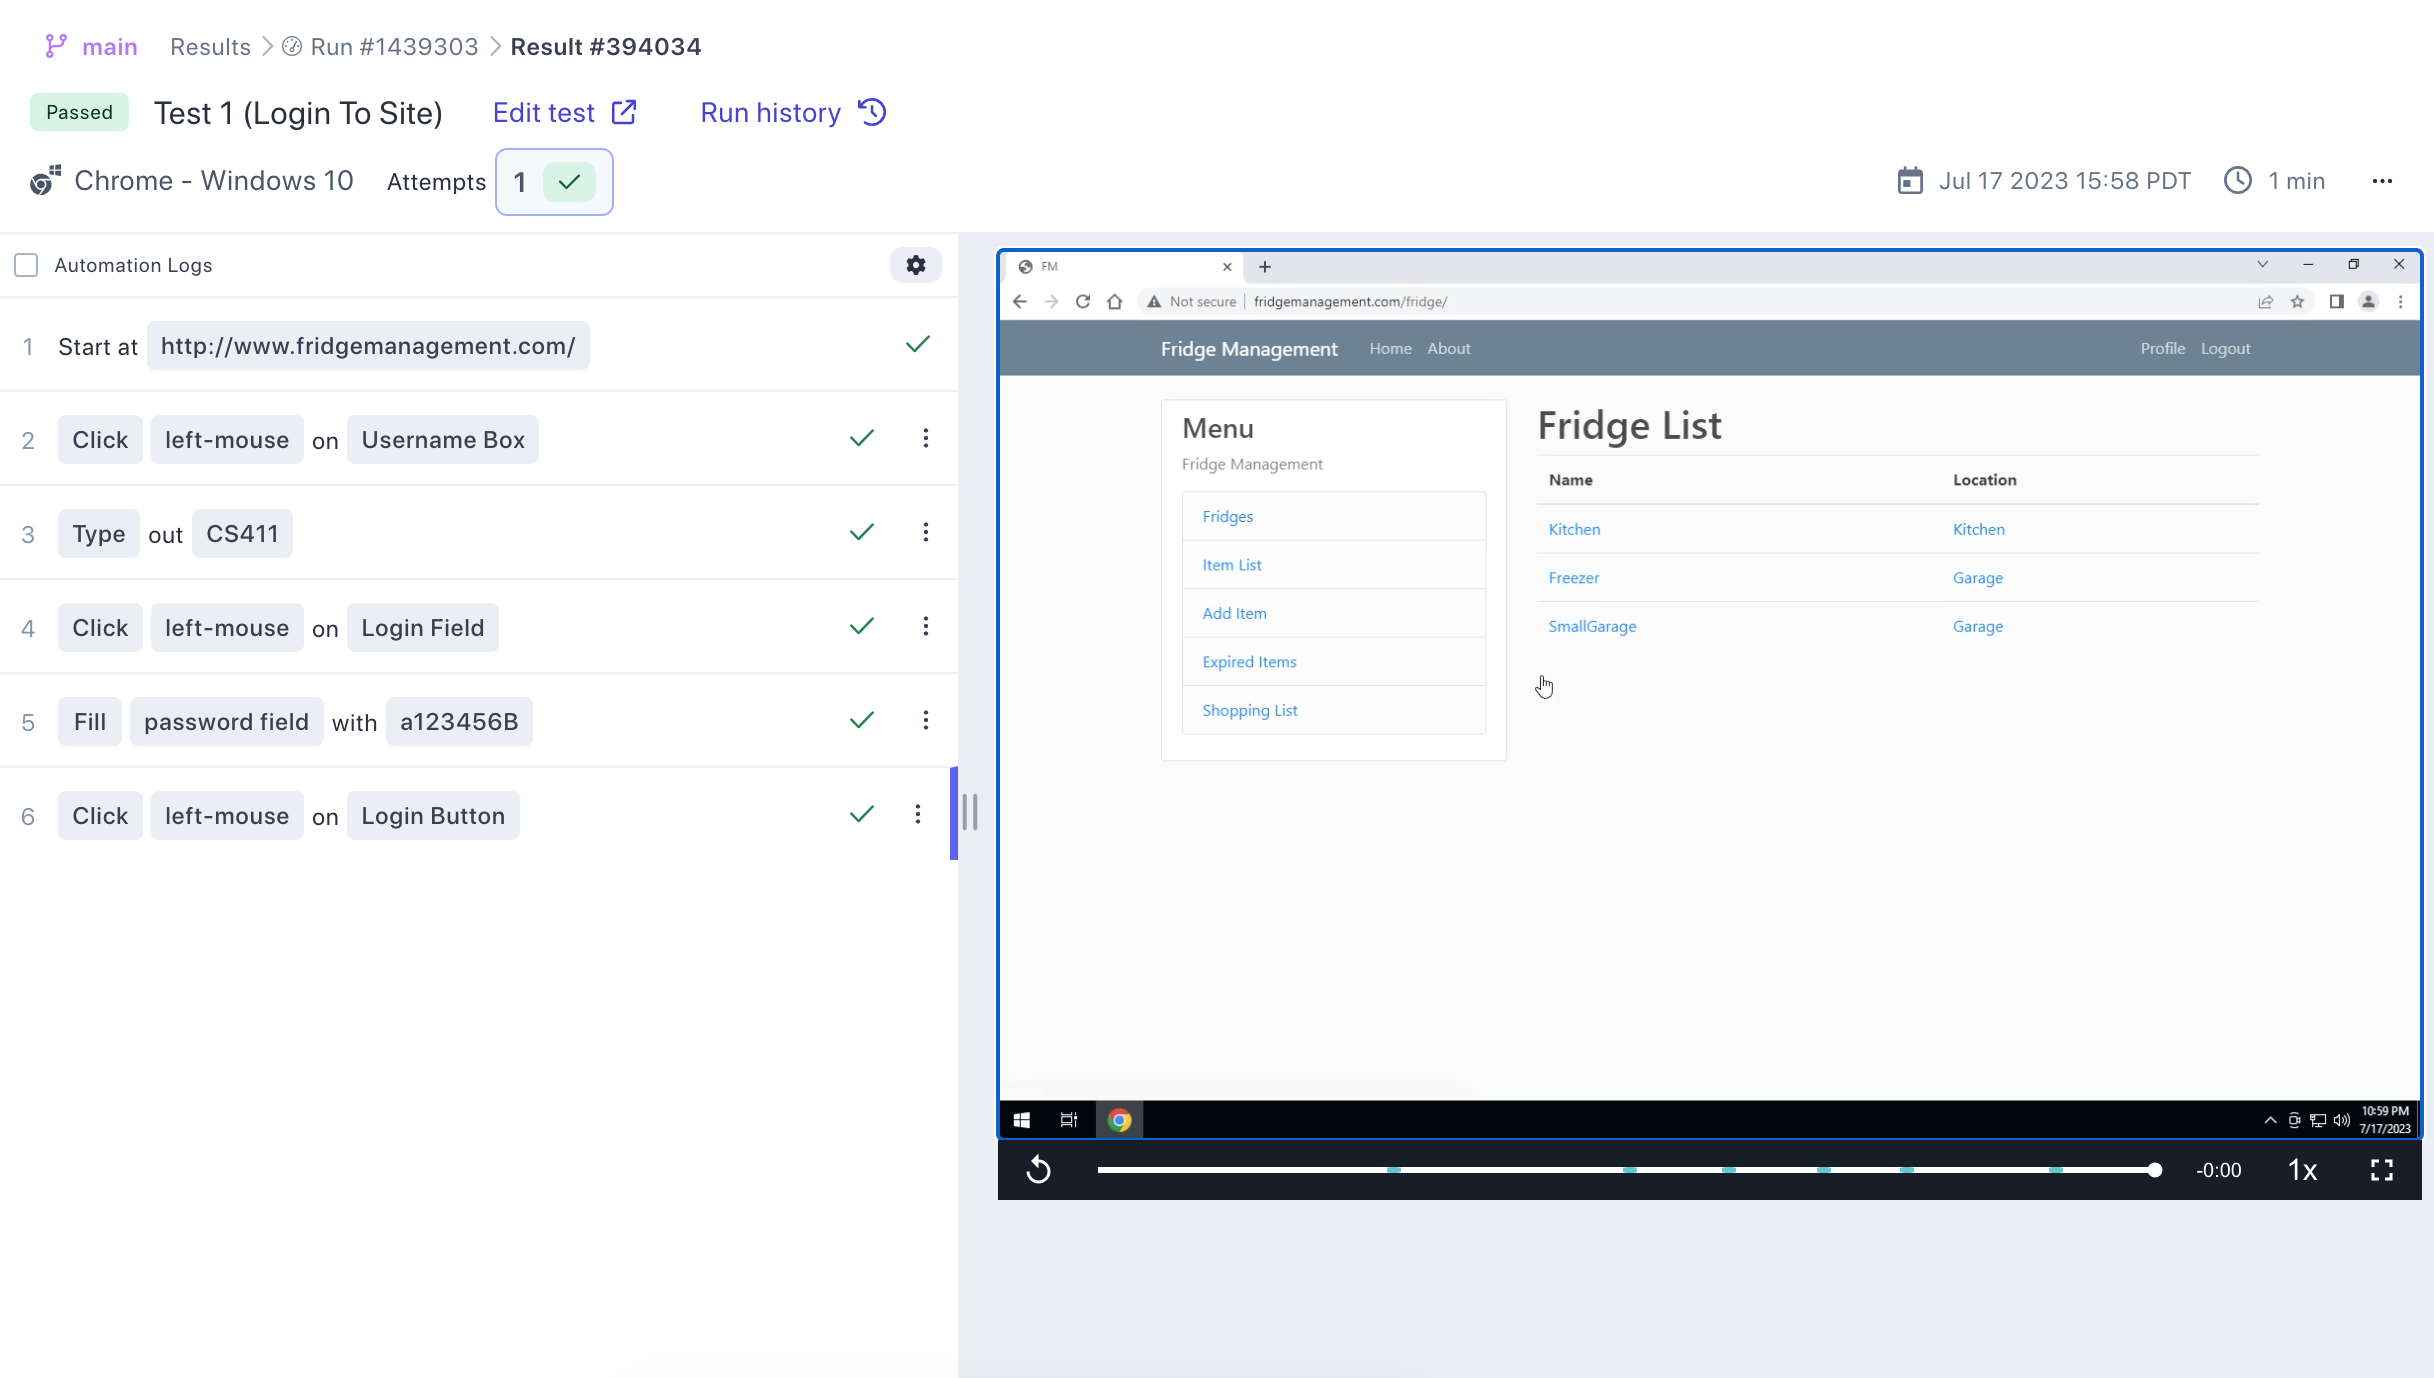 main Results Run #1439303 Result #394034
Passed Test 1 (Login To Site) Edit test Run history
Chrome - Windows 10 Attempts 1 Jul 17 2023 15:58 PDT 1 min
Automation Logs
1 Start at http://www.fridgemanagement.com/
2 Click left-mouse on Username Box
3 Type out CS411
4 Click left-mouse on Login Field
5 Fill password field with a123456B
6 Click left-mouse on Login Button
FM
Not secure fridgemanagement.com/fridge/
Fridge Management Home About Profile Logout
Menu
Fridge Management
Fridges
Item List
Add Item
Expired Items
Shopping List
Fridge List
Name Location
Kitchen Kitchen
Freezer Garage
SmallGarage Garage
10:59 PM
7/17/2023
-0:00 1x